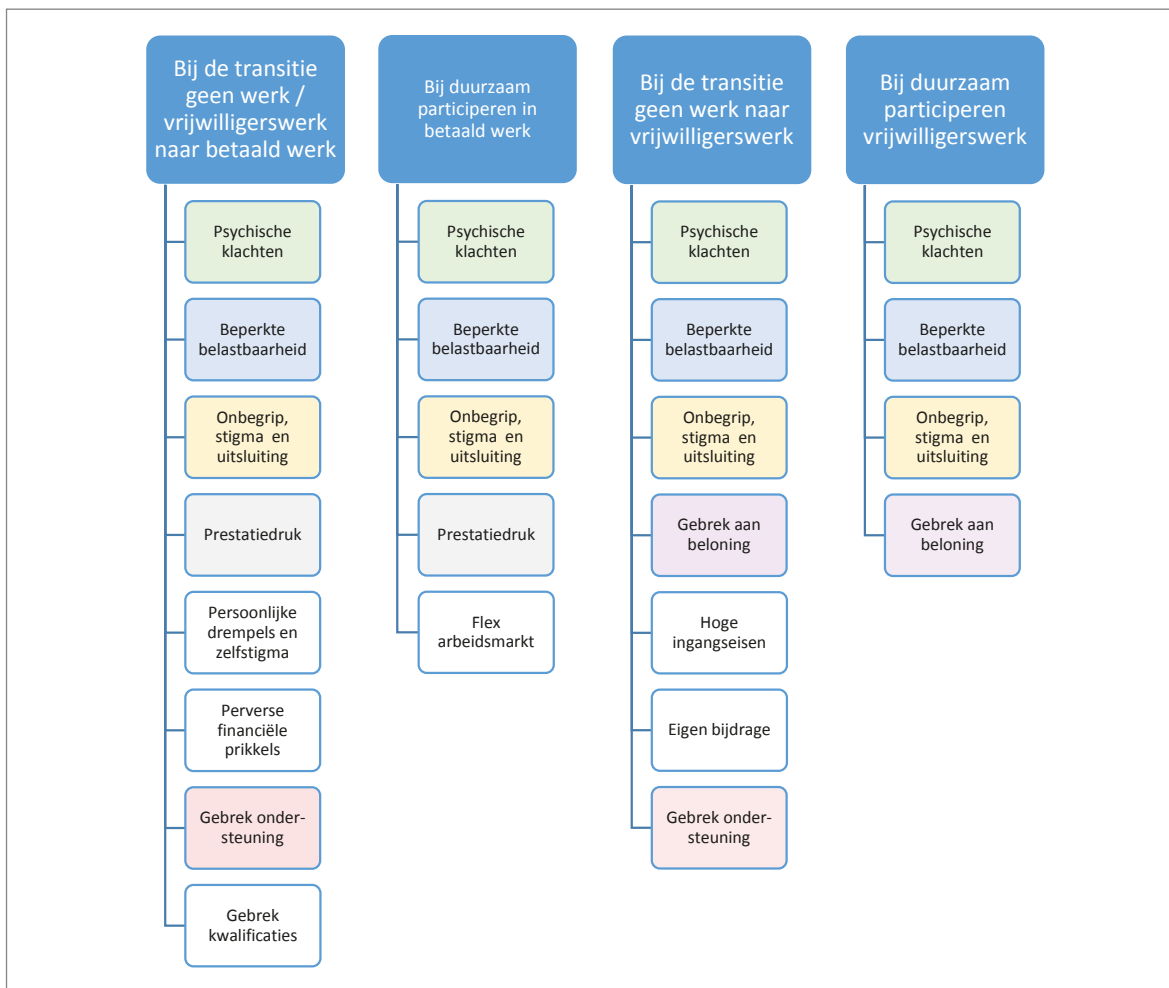 Bij de transitie
geen werk /
vrijwilligerswerk
naar betaald werk
Psychische
klachten
Beperkte
belastbaarheid
Onbegrip,
stigma en
uitsluiting
Prestatiedruk
Persoonlijke
drempels en
zelfstigma
Perverse
financiële
prikkels
Gebrek onder-
steuning
Gebrek
kwalificaties
Bij duurzaam
participeren in
betaald werk
Psychische
klachten
Beperkte
belastbaarheid
Onbegrip,
stigma en
uitsluiting
Prestatiedruk
Flex
arbeidsmarkt
Bij de transitie
geen werk naar
vrijwilligerswerk
Psychische
klachten
Beperkte
belastbaarheid
Onbegrip,
stigma en
uitsluiting
Gebrek aan
beloning
Hoge
ingangseisen
Eigen bijdrage
Gebrek onder-
steuning
Bij duurzaam
participeren
vrijwilligerswerk
Psychische
klachten
Beperkte
belastbaarheid
Onbegrip,
stigma en
uitsluiting
Gebrek aan
beloning